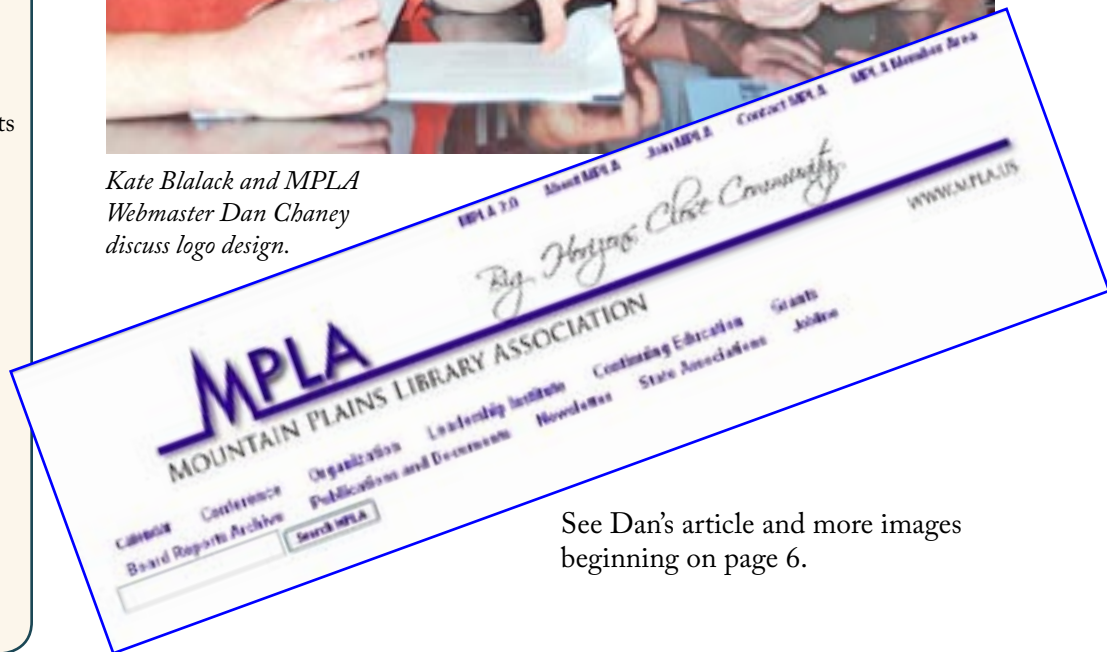 ts
Kate Blalack and MPLA
Webmaster Dan Chaney
discuss logo design.
MPLA 2.0 About MPLA Join MPLA Contact MPLA MPLA Member Area
Big Horizons, Close Community.
WWW.MPLA.US
MPLA
MOUNTAIN PLAINS LIBRARY ASSOCIATION
Calendar Conference Organization Leadership Institute Continuing Education Grants
Board Reports Archive Publications and Documents Newsletter State Associations Jobline
Search MPLA
See Dan’s article and more images
beginning on page 6.